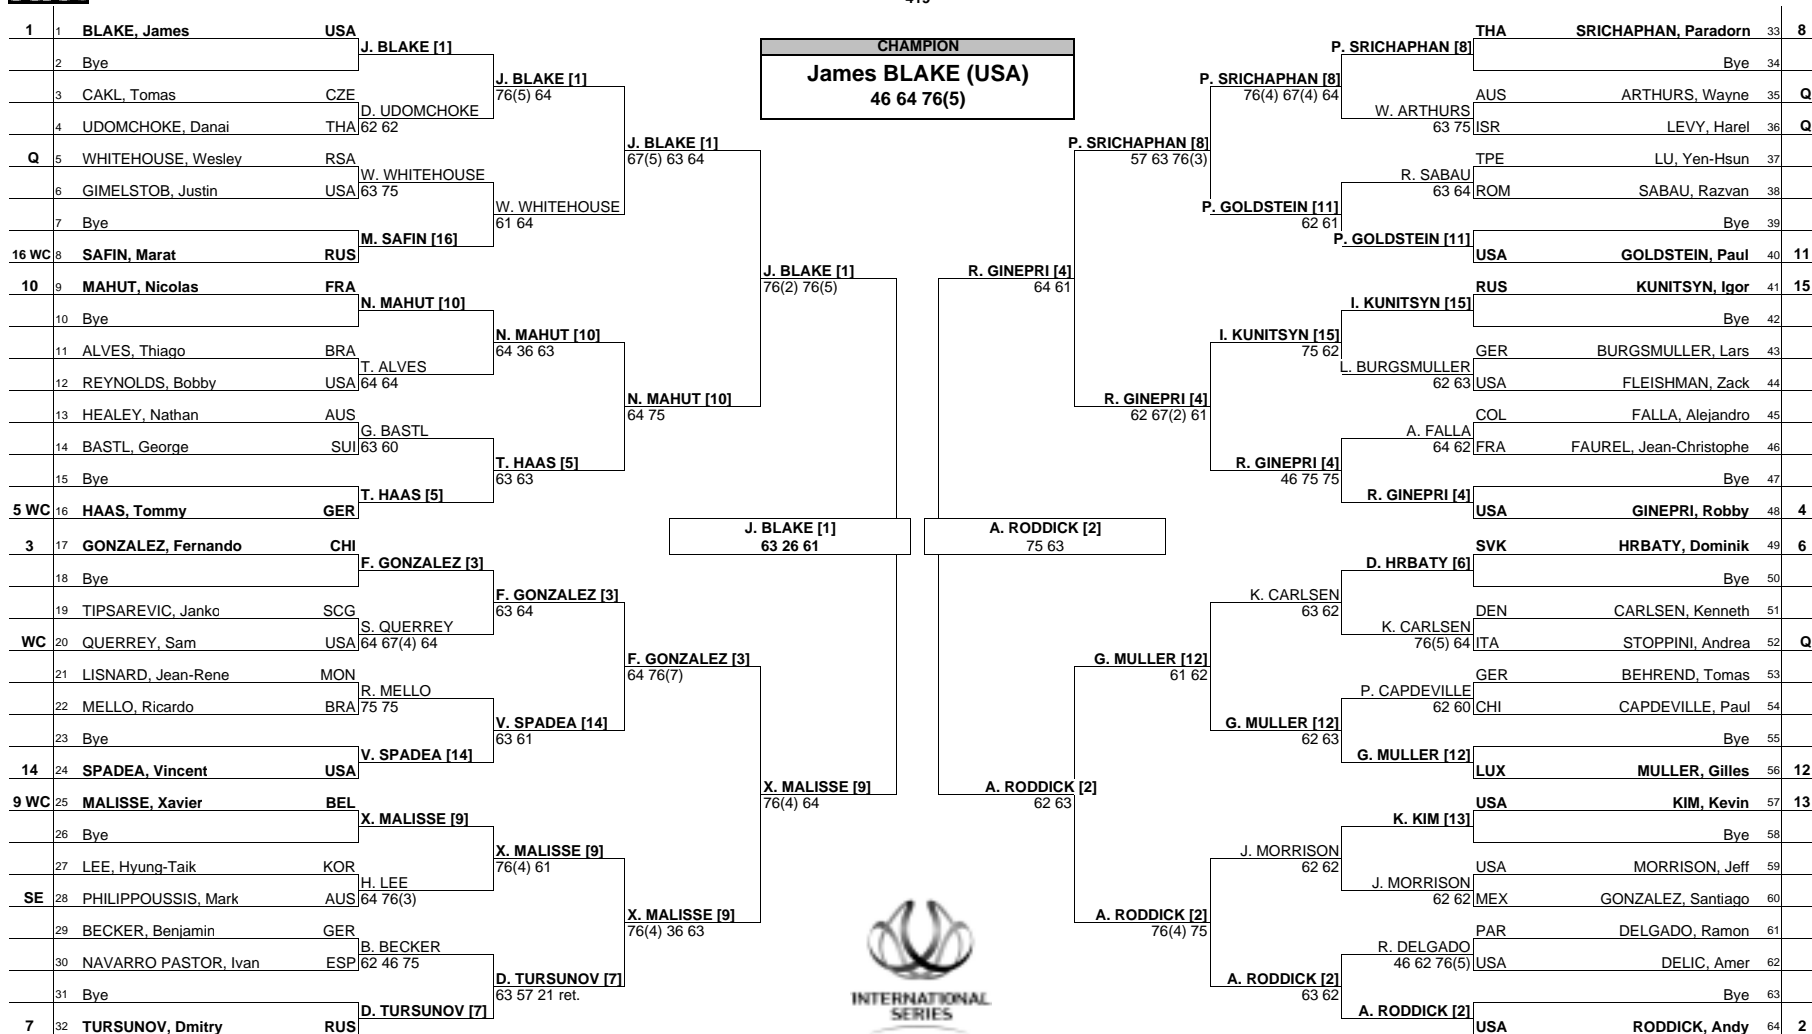 1 1 BLAKE, James USA
J. BLAKE [1]
2 Bye
J. BLAKE [1]
76(5) 64
3 CAKL, Tomas CZE
D. UDOMCHOKE
4 UDOMCHOKE, Danai THA 62 62
J. BLAKE [1]
67(5) 63 64
Q 5 WHITEHOUSE, Wesley RSA
W. WHITEHOUSE
6 GIMELSTOB, Justin USA 63 75
W. WHITEHOUSE
61 64
7 Bye
M. SAFIN [16]
16 WC 8 SAFIN, Marat RUS
J. BLAKE [1]
76(2) 76(5)
10 9 MAHUT, Nicolas FRA
N. MAHUT [10]
10 Bye
N. MAHUT [10]
64 36 63
11 ALVES, Thiago BRA
T. ALVES
12 REYNOLDS, Bobby USA 64 64
N. MAHUT [10]
64 75
13 HEALEY, Nathan AUS
G. BASTL
14 BASTL, George SUI 63 60
T. HAAS [5]
63 63
15 Bye
T. HAAS [5]
5 WC 16 HAAS, Tommy GER
J. BLAKE [1]
63 26 61
3 17 GONZALEZ, Fernando CHI
F. GONZALEZ [3]
18 Bye
F. GONZALEZ [3]
63 64
19 TIPSAREVIC, Janko SCG
S. QUERREY
WC 20 QUERREY, Sam USA 64 67(4) 64
F. GONZALEZ [3]
64 76(7)
21 LISNARD, Jean-Rene MON
R. MELLO
22 MELLO, Ricardo BRA 75 75
V. SPADEA [14]
63 61
23 Bye
V. SPADEA [14]
14 24 SPADEA, Vincent USA
X. MALISSE [9]
76(4) 64
9 WC 25 MALISSE, Xavier BEL
X. MALISSE [9]
26 Bye
X. MALISSE [9]
76(4) 61
27 LEE, Hyung-Taik KOR
H. LEE
SE 28 PHILIPPOUSSIS, Mark AUS 64 76(3)
X. MALISSE [9]
76(4) 36 63
29 BECKER, Benjamin GER
B. BECKER
30 NAVARRO PASTOR, Ivan ESP 62 46 75
D. TURSUNOV [7]
63 57 21 ret.
31 Bye
D. TURSUNOV [7]
7 32 TURSUNOV, Dmitry RUS
CHAMPION
James BLAKE (USA)
46 64 76(5)
THA SRICHAPHAN, Paradorn 33 8
P. SRICHAPHAN [8]
Bye 34
P. SRICHAPHAN [8]
76(4) 67(4) 64
AUS ARTHURS, Wayne 35 Q
W. ARTHURS
63 75 ISR LEVY, Harel 36 Q
P. SRICHAPHAN [8]
57 63 76(3)
TPE LU, Yen-Hsun 37
R. SABAU
63 64 ROM SABAU, Razvan 38
P. GOLDSTEIN [11]
62 61
Bye 39
P. GOLDSTEIN [11]
USA GOLDSTEIN, Paul 40 11
R. GINEPRI [4]
64 61
RUS KUNITSYN, Igor 41 15
I. KUNITSYN [15]
Bye 42
I. KUNITSYN [15]
75 62
GER BURGSMULLER, Lars 43
L. BURGSMULLER
62 63 USA FLEISHMAN, Zack 44
R. GINEPRI [4]
62 67(2) 61
COL FALLA, Alejandro 45
A. FALLA
64 62 FRA FAUREL, Jean-Christophe 46
R. GINEPRI [4]
46 75 75
Bye 47
R. GINEPRI [4]
USA GINEPRI, Robby 48 4
A. RODDICK [2]
75 63
SVK HRBATY, Dominik 49 6
D. HRBATY [6]
Bye 50
K. CARLSEN
63 62
DEN CARLSEN, Kenneth 51
K. CARLSEN
76(5) 64 ITA STOPPINI, Andrea 52 Q
G. MULLER [12]
61 62
GER BEHREND, Tomas 53
P. CAPDEVILLE
62 60 CHI CAPDEVILLE, Paul 54
G. MULLER [12]
62 63
Bye 55
G. MULLER [12]
LUX MULLER, Gilles 56 12
A. RODDICK [2]
62 63
USA KIM, Kevin 57 13
K. KIM [13]
Bye 58
J. MORRISON
62 62
USA MORRISON, Jeff 59
J. MORRISON
62 62 MEX GONZALEZ, Santiago 60
A. RODDICK [2]
76(4) 75
PAR DELGADO, Ramon 61
R. DELGADO
46 62 76(5) USA DELIC, Amer 62
A. RODDICK [2]
63 62
Bye 63
A. RODDICK [2]
USA RODDICK, Andy 64 2
INTERNATIONAL
SERIES